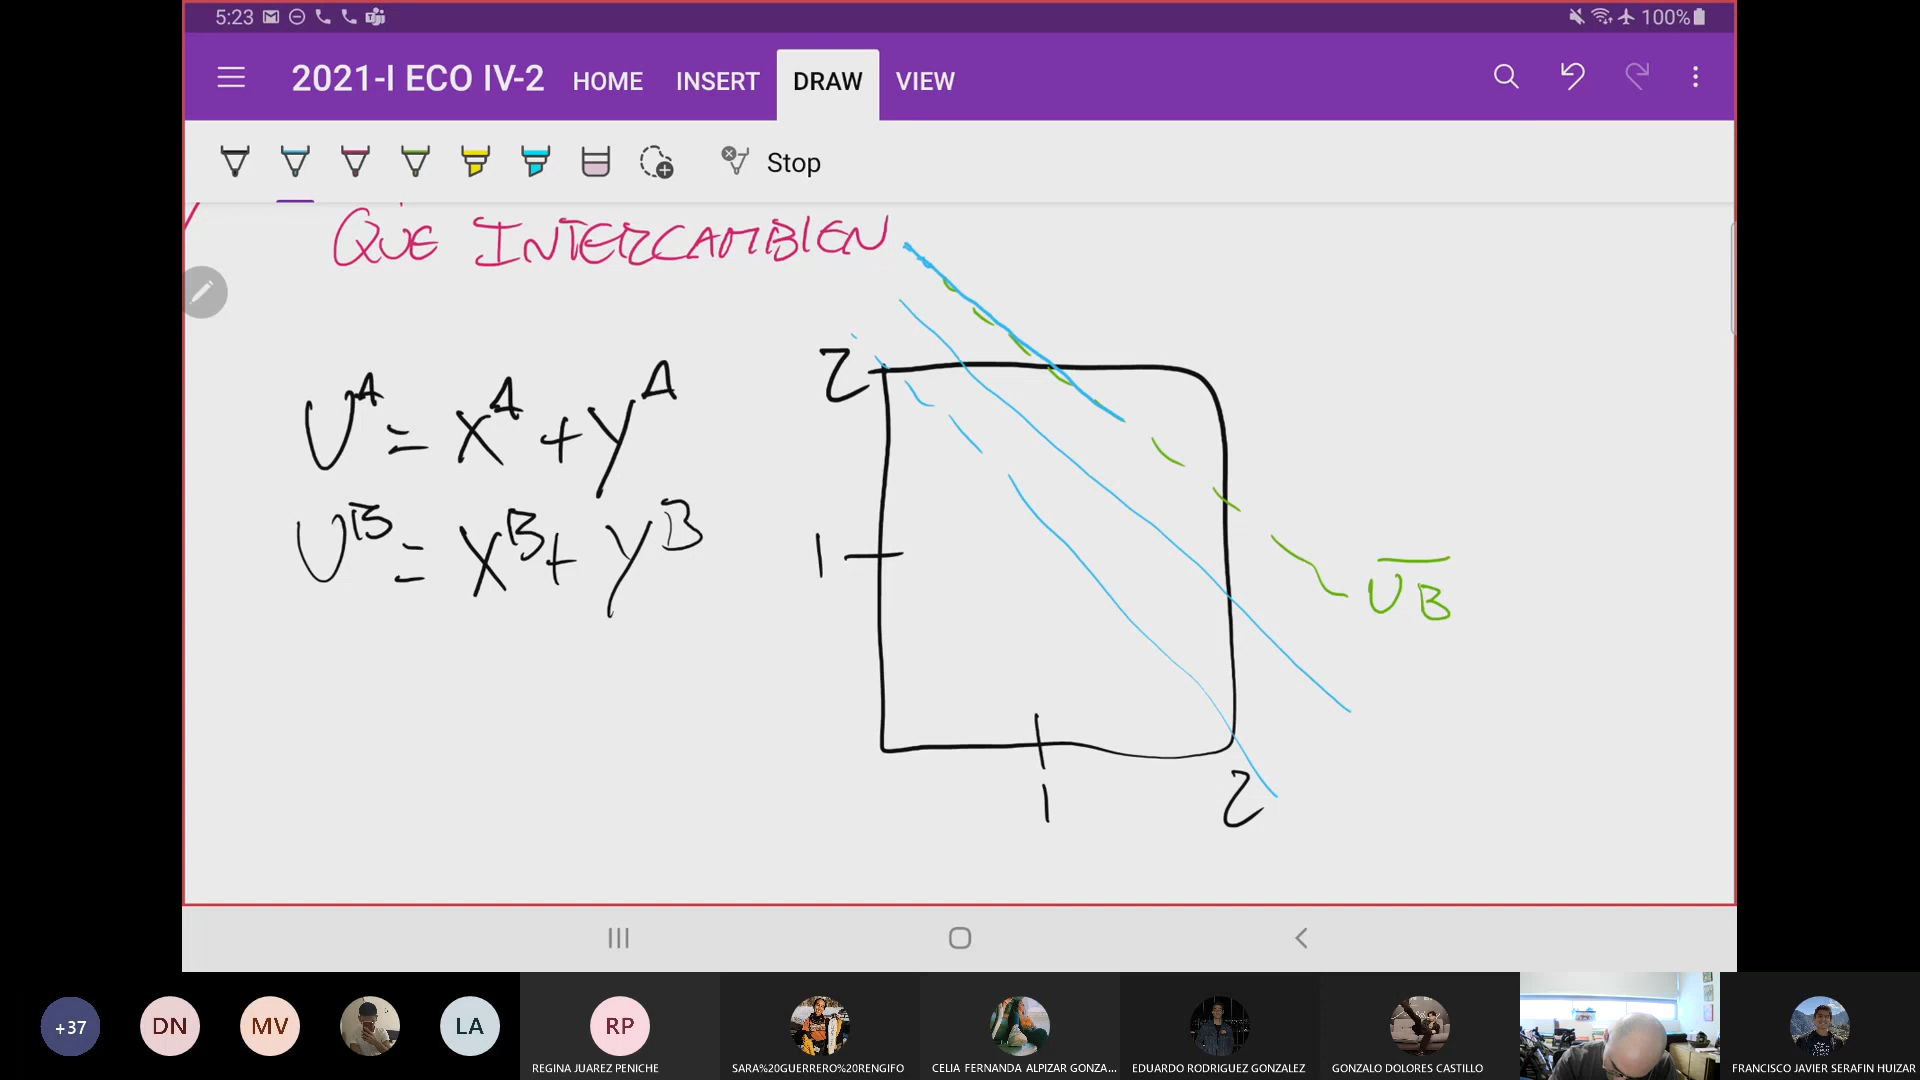 5:23 100%
2021-I ECO IV-2 HOME INSERT DRAW VIEW
Stop
QUE INTERCAMBIEN
2
U^A = X^A + Y^A
U^B = X^B + Y^B
1
U̅B̅
1
2
+37 DN MV LA RP
REGINA JUAREZ PENICHE SARA%20GUERRERO%20RENGIFO CELIA FERNANDA ALPIZAR GONZA... EDUARDO RODRIGUEZ GONZALEZ GONZALO DOLORES CASTILLO FRANCISCO JAVIER SERAFIN HUIZAR